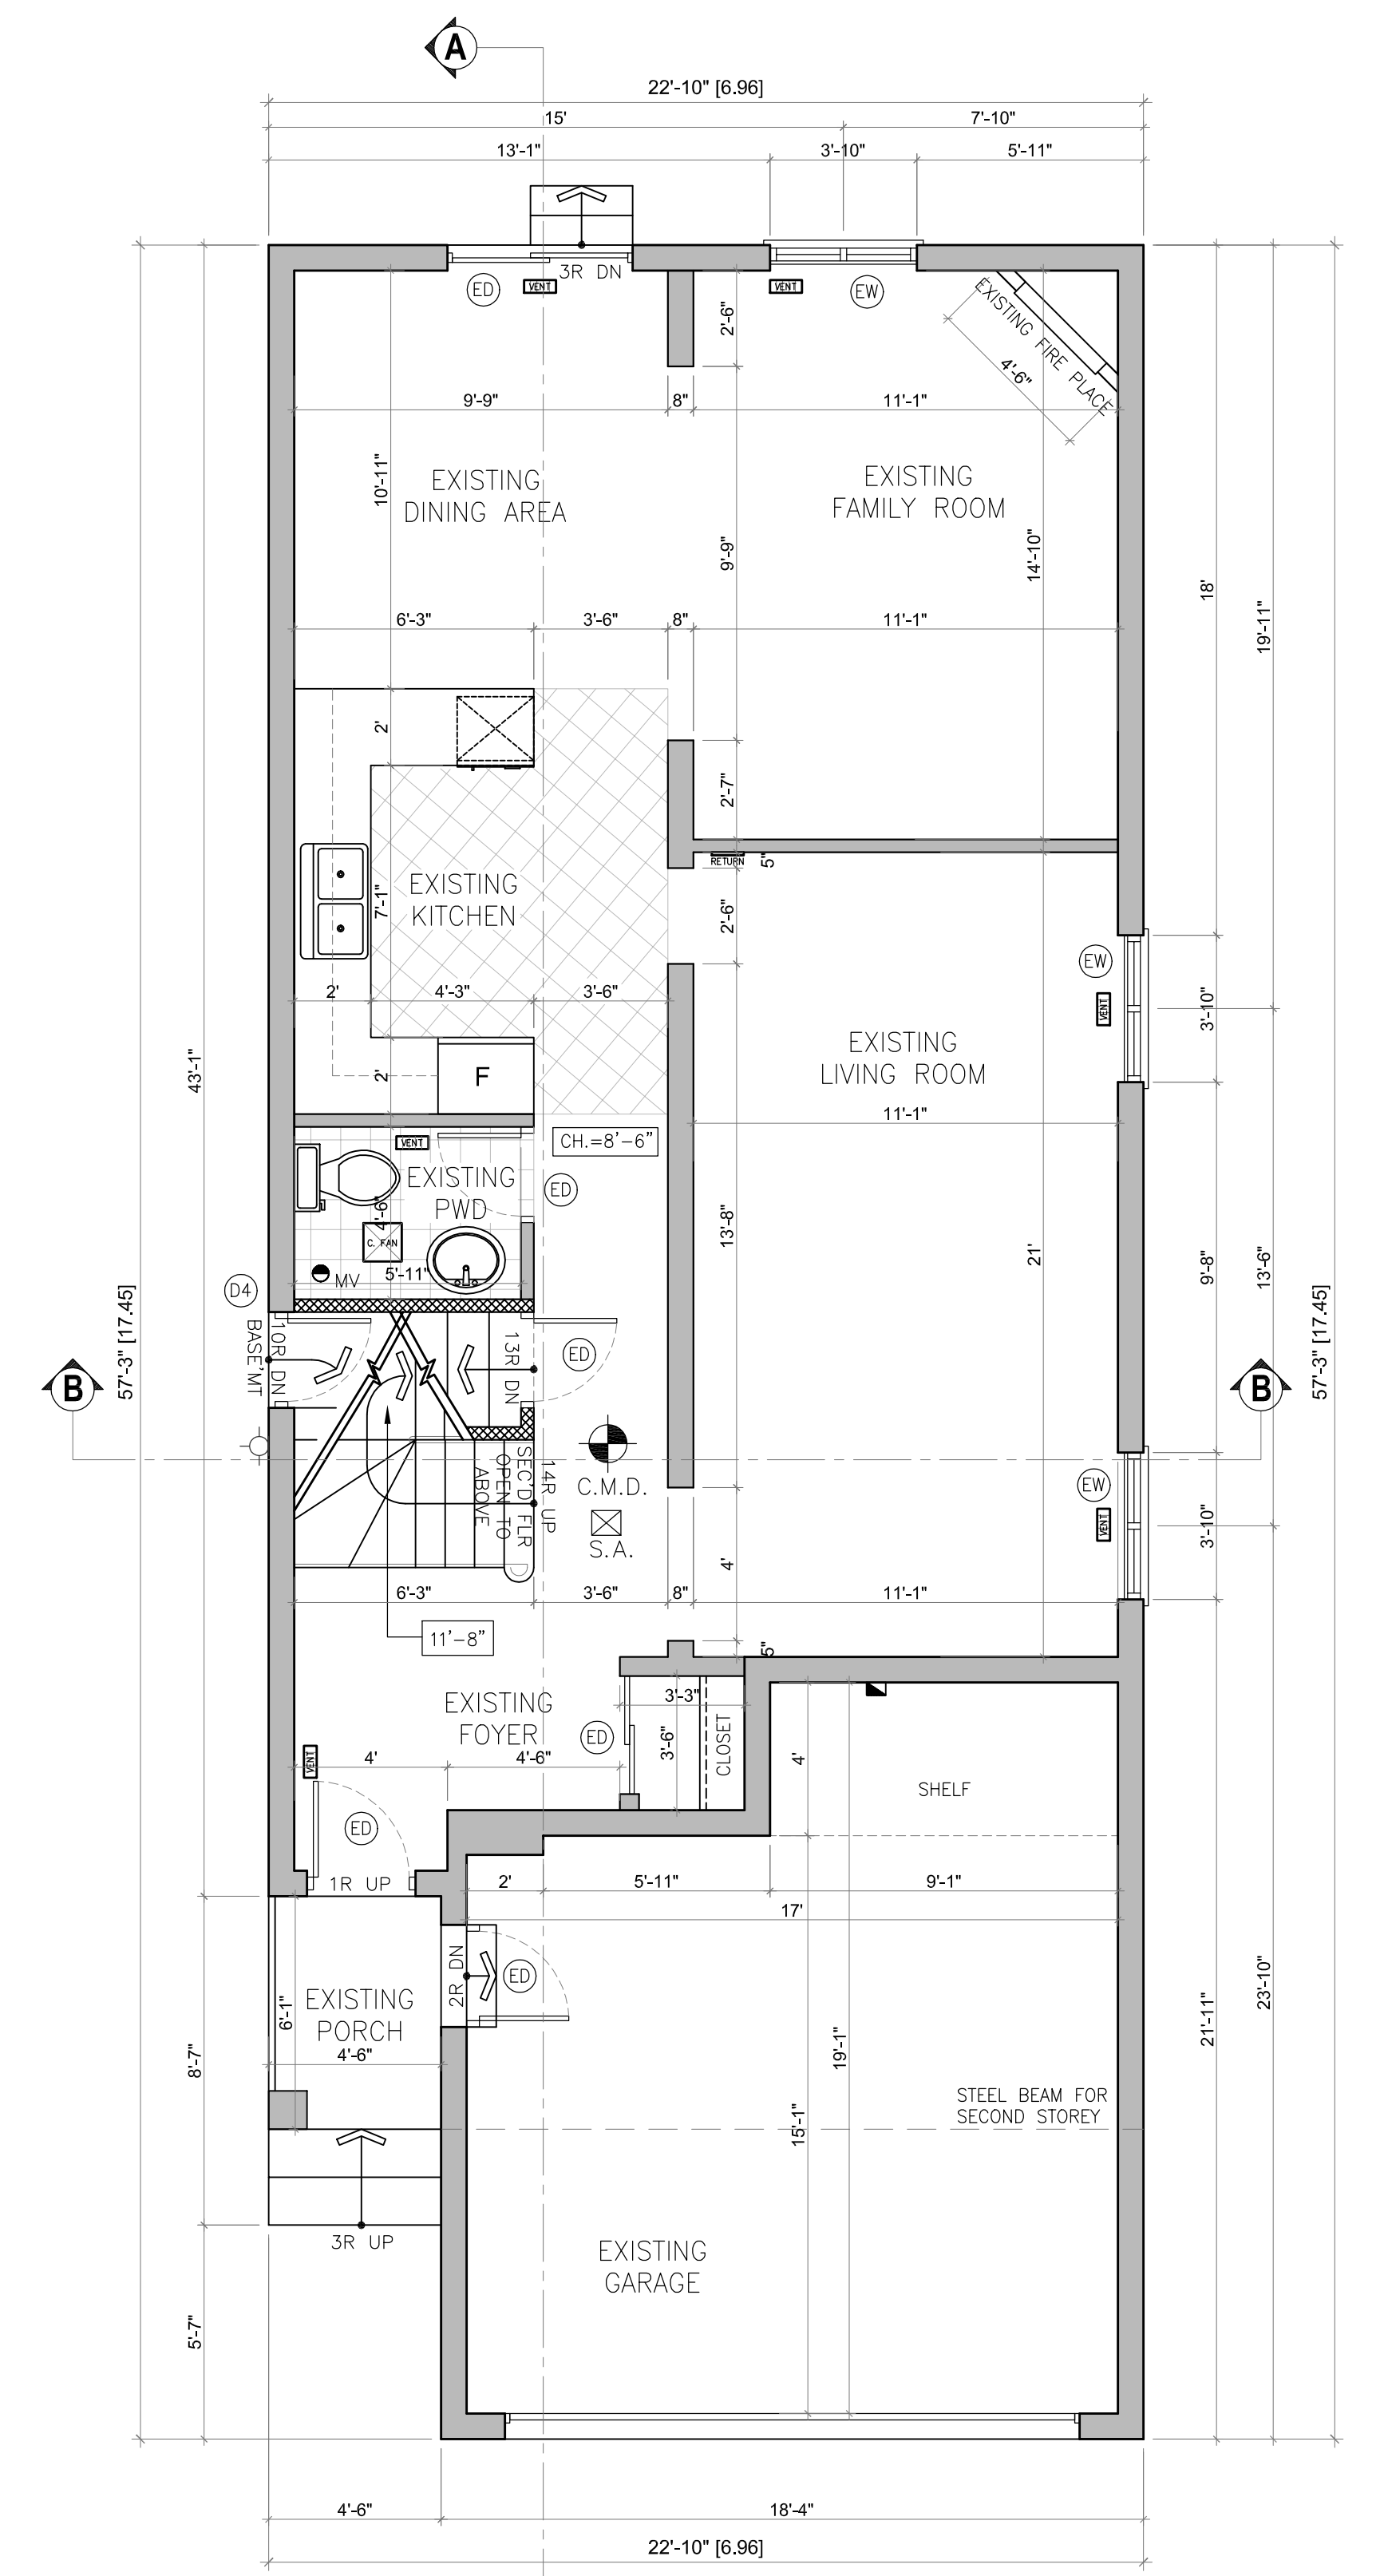 A
22'-10" [6.96]
15'
7'-10"
13'-1"
3'-10"
5'-11"
3R DN
ED
VENT
VENT
EW
EXISTING FIRE PLACE
4'-6"
2'-6"
9'-9"
8"
11'-1"
10'-11"
EXISTING
DINING AREA
EXISTING
FAMILY ROOM
9'-9"
14'-10"
18'
19'-11"
6'-3"
3'-6"
8"
11'-1"
2'
2'-7"
RETURN
5"
EXISTING
KITCHEN
7'-1"
2'-6"
EW
VENT
3'-10"
2'
4'-3"
3'-6"
EXISTING
LIVING ROOM
43'-1"
2'
F
11'-1"
CH.=8'-6"
VENT
EXISTING
PWD
ED
4'-6"
C. FAN
MV
5'-11"
13'-8"
21'
9'-8"
13'-6"
D4
57'-3" [17.45]
57'-3" [17.45]
10R DN
BASE'MT
13R DN
ED
B
B
14R UP
SEC'D FLR
OPEN TO
ABOVE
C.M.D.
S.A.
EW
VENT
3'-10"
4'
6'-3"
3'-6"
8"
11'-1"
11'-8"
5"
EXISTING
FOYER
ED
3'-3"
3'-6"
CLOSET
VENT
4'
4'-6"
4'
SHELF
ED
1R UP
2'
5'-11"
9'-1"
17'
2R DN
ED
EXISTING
PORCH
6'-1"
4'-6"
8'-7"
19'-1"
15'-1"
21'-11"
23'-10"
STEEL BEAM FOR
SECOND STOREY
3R UP
EXISTING
GARAGE
5'-7"
4'-6"
18'-4"
22'-10" [6.96]